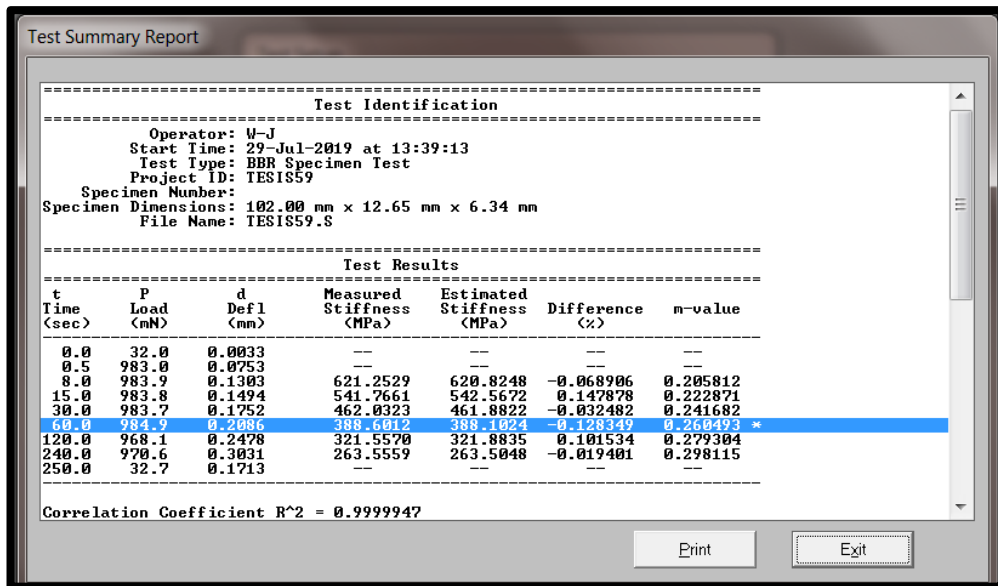 Test Summary Report
================================================================================
Test Identification
================================================================================
Operator: W-J
Start Time: 29-Jul-2019 at 13:39:13
Test Type: BBR Specimen Test
Project ID: TESIS59
Specimen Number:
Specimen Dimensions: 102.00 mm x 12.65 mm x 6.34 mm
File Name: TESIS59.S
================================================================================
Test Results
================================================================================
t P d Measured Estimated
Time Load Defl Stiffness Stiffness Difference m-value
(sec) (mN) (mm) (MPa) (MPa) (%)
--------------------------------------------------------------------------------
0.0 32.0 0.0033 -- -- -- --
0.5 983.0 0.0753 -- -- -- --
8.0 983.9 0.1303 621.2529 620.8248 -0.068906 0.205812
15.0 983.8 0.1494 541.7661 542.5672 0.147878 0.222871
30.0 983.7 0.1752 462.0323 461.8822 -0.032482 0.241682
60.0 984.9 0.2086 388.6012 388.1024 -0.128349 0.260493 *
120.0 968.1 0.2478 321.5570 321.8835 0.101534 0.279304
240.0 970.6 0.3031 263.5559 263.5048 -0.019401 0.298115
250.0 32.7 0.1713 -- -- -- --
--------------------------------------------------------------------------------
Correlation Coefficient R^2 = 0.9999947
Print Exit